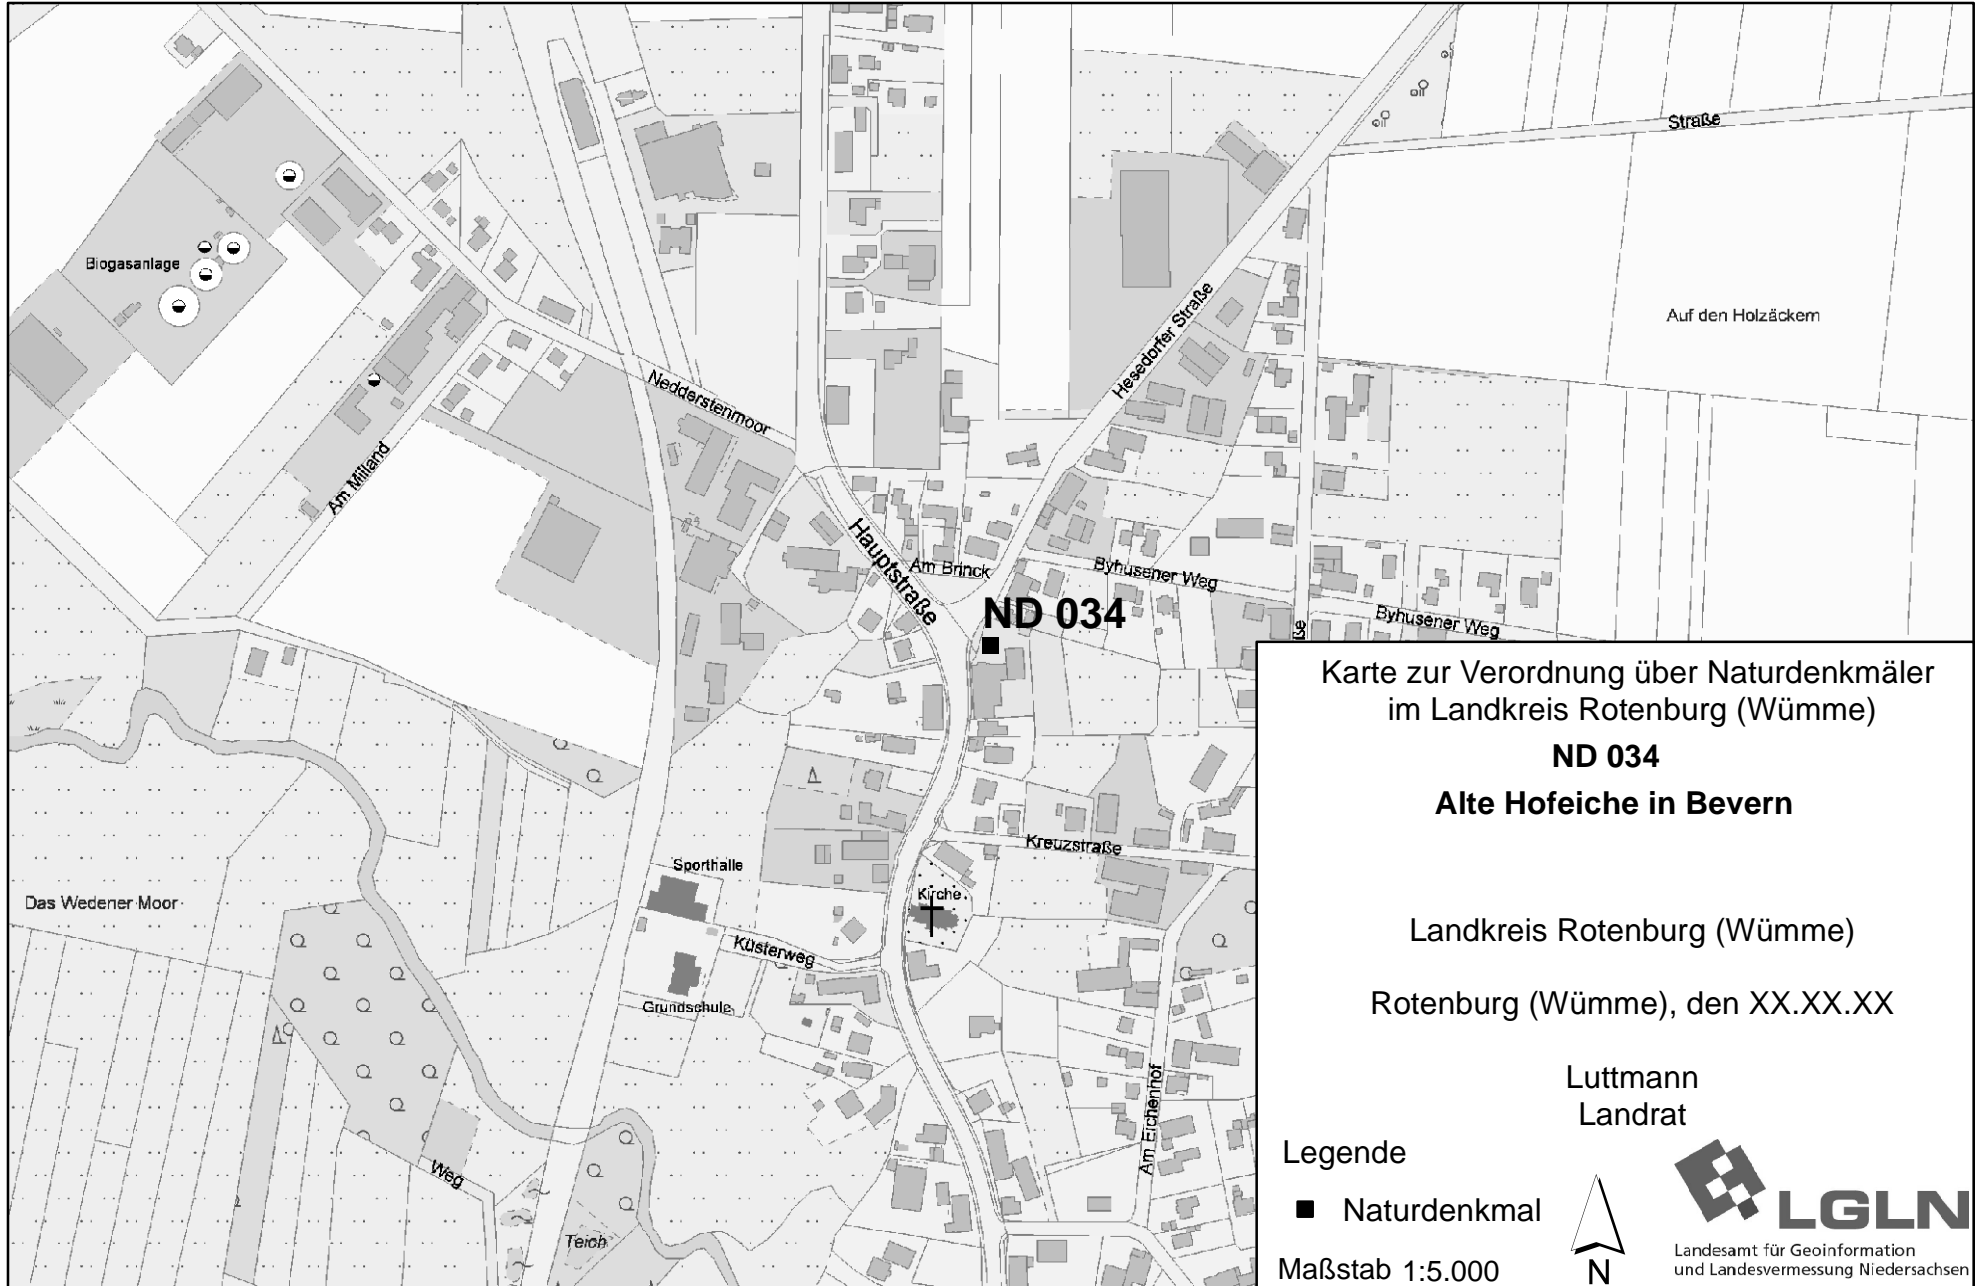 Straße
Biogasanlage
Auf den Holzäckern
Hesedorfer Straße
Nedderstenmoor
Am Milland
Hauptstraße
Am Brinck
Byhusener Weg
ND 034
Byhusener Weg
ße
Kreuzstraße
Sporthalle
Kirche
Das Wedener Moor
Küsterweg
Grundschule
Am Eichenhof
Weg
Teich
Karte zur Verordnung über Naturdenkmäler
im Landkreis Rotenburg (Wümme)
ND 034
Alte Hofeiche in Bevern
Landkreis Rotenburg (Wümme)
Rotenburg (Wümme), den XX.XX.XX
Luttmann
Landrat
Legende
Naturdenkmal
Maßstab 1:5.000
N
LGLN
Landesamt für Geoinformation
und Landesvermessung Niedersachsen